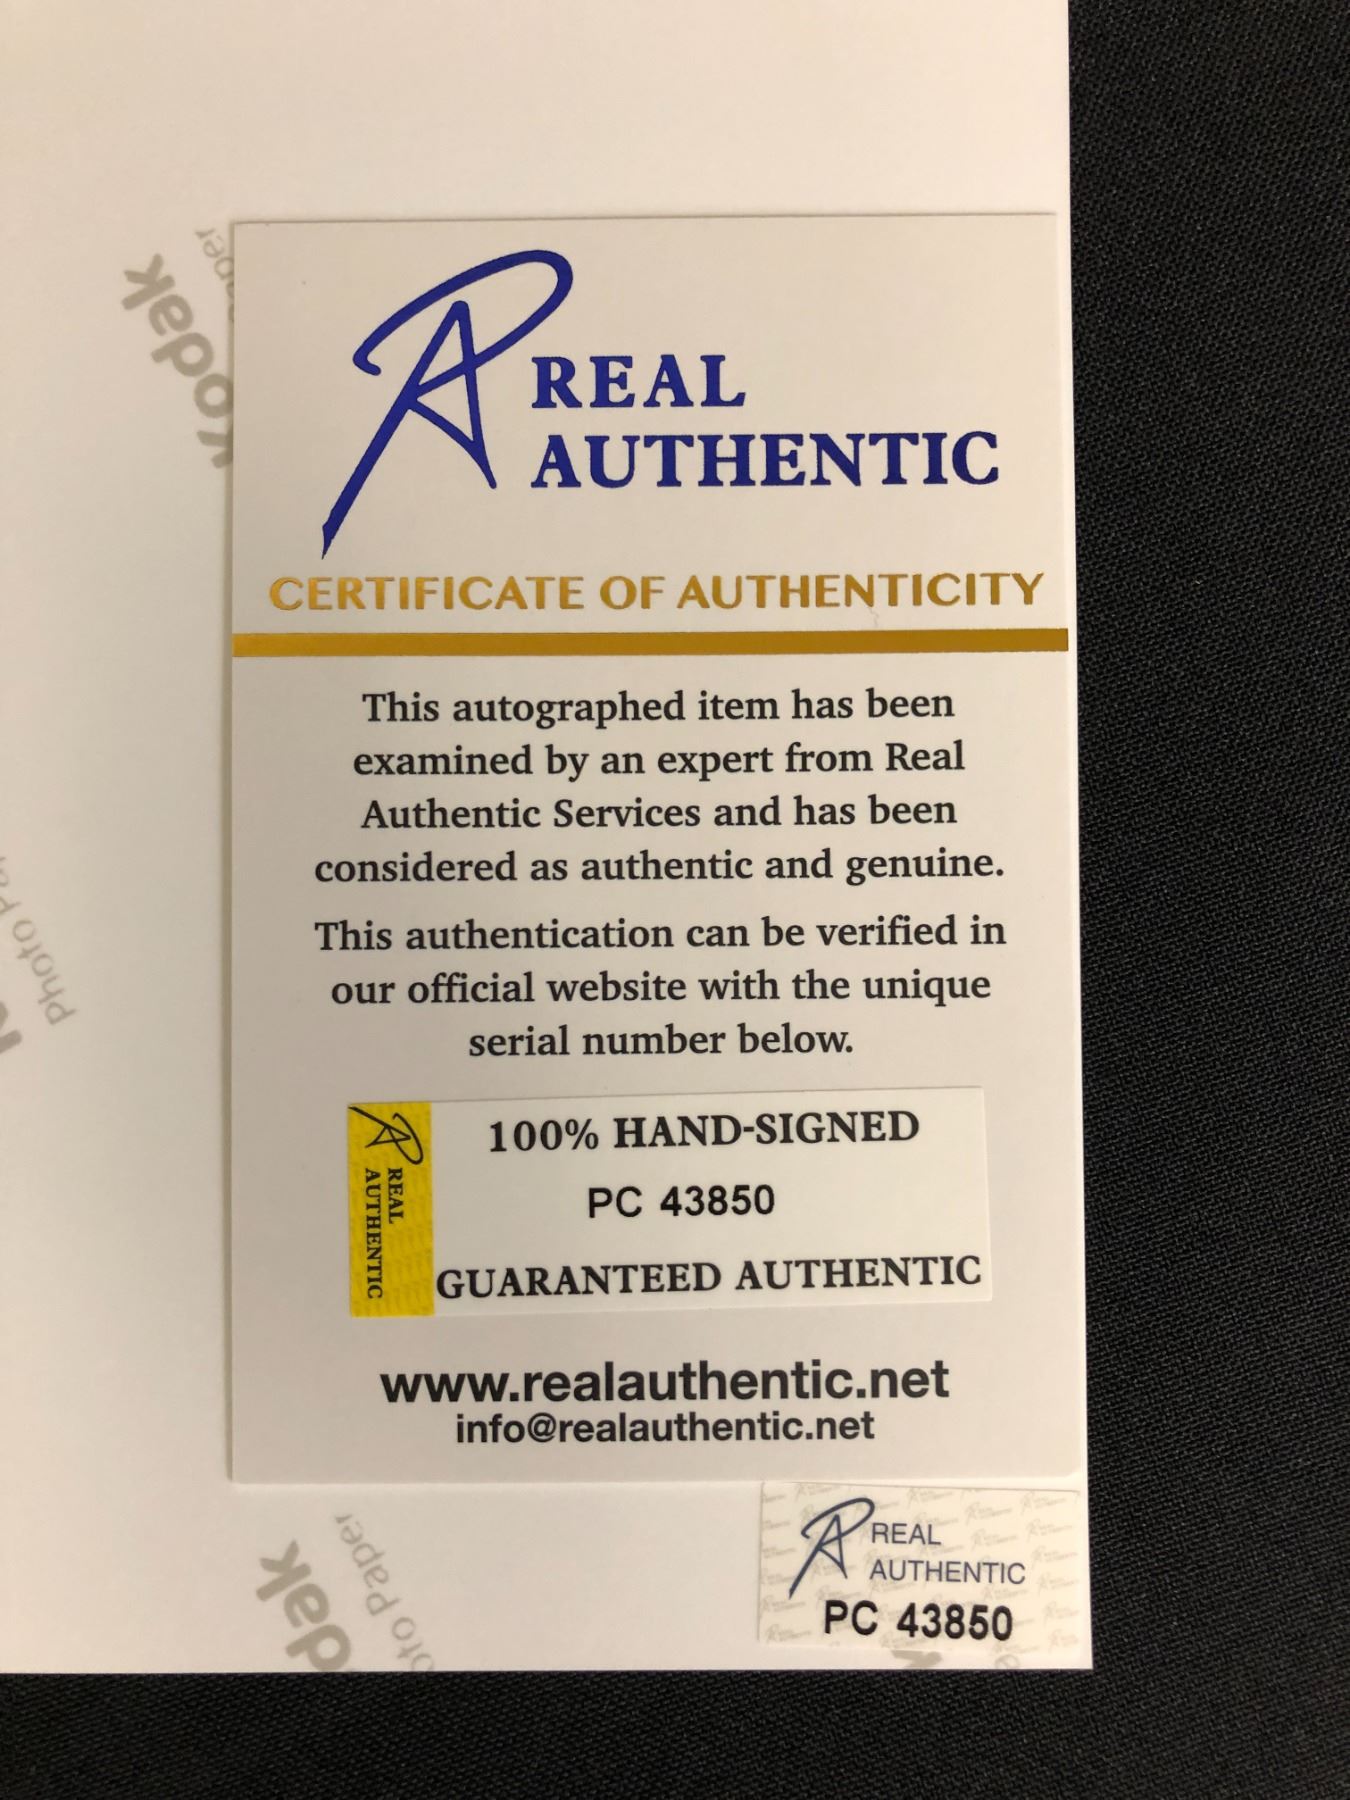 Kodak
Paper
REAL
AUTHENTIC
CERTIFICATE OF AUTHENTICITY
This autographed item has been
examined by an expert from Real
Authentic Services and has been
considered as authentic and genuine.
This authentication can be verified in
our official website with the unique
serial number below.
REAL
AUTHENTIC
100% HAND-SIGNED
PC 43850
GUARANTEED AUTHENTIC
www.realauthentic.net
info@realauthentic.net
Photo
Paper
REAL
AUTHENTIC
PC 43850